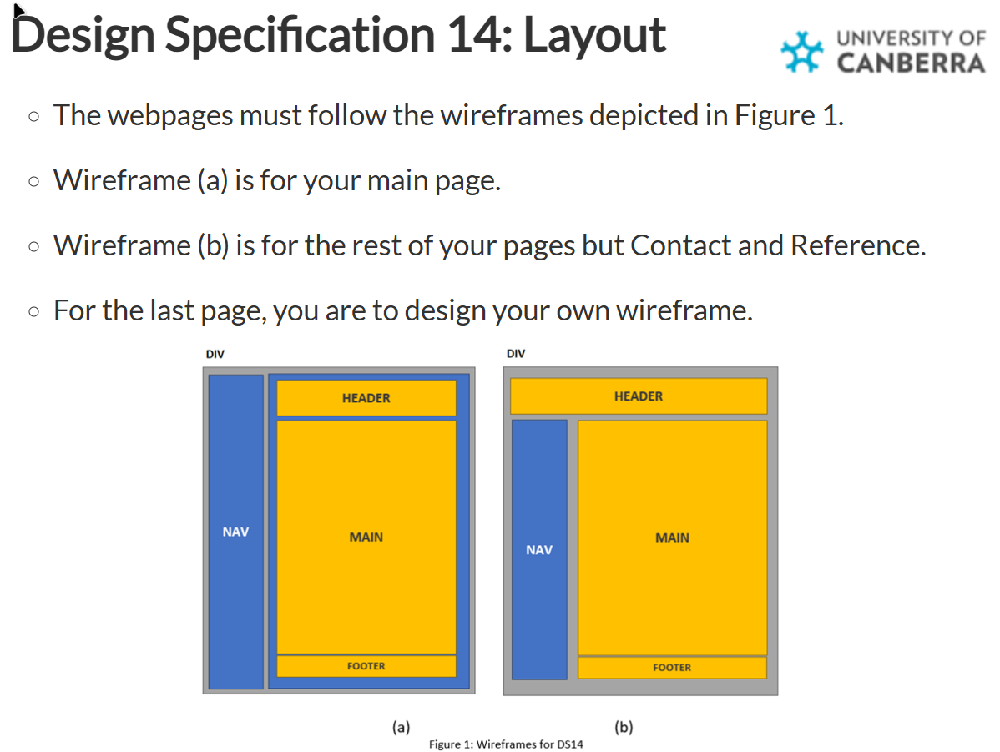 Design Specification 14: Layout
UNIVERSITY OF
CANBERRA
The webpages must follow the wireframes depicted in Figure 1.
Wireframe (a) is for your main page.
Wireframe (b) is for the rest of your pages but Contact and Reference.
For the last page, you are to design your own wireframe.
DIV
HEADER
NAV
MAIN
FOOTER
(a)
DIV
HEADER
NAV
MAIN
FOOTER
(b)
Figure 1: Wireframes for DS14